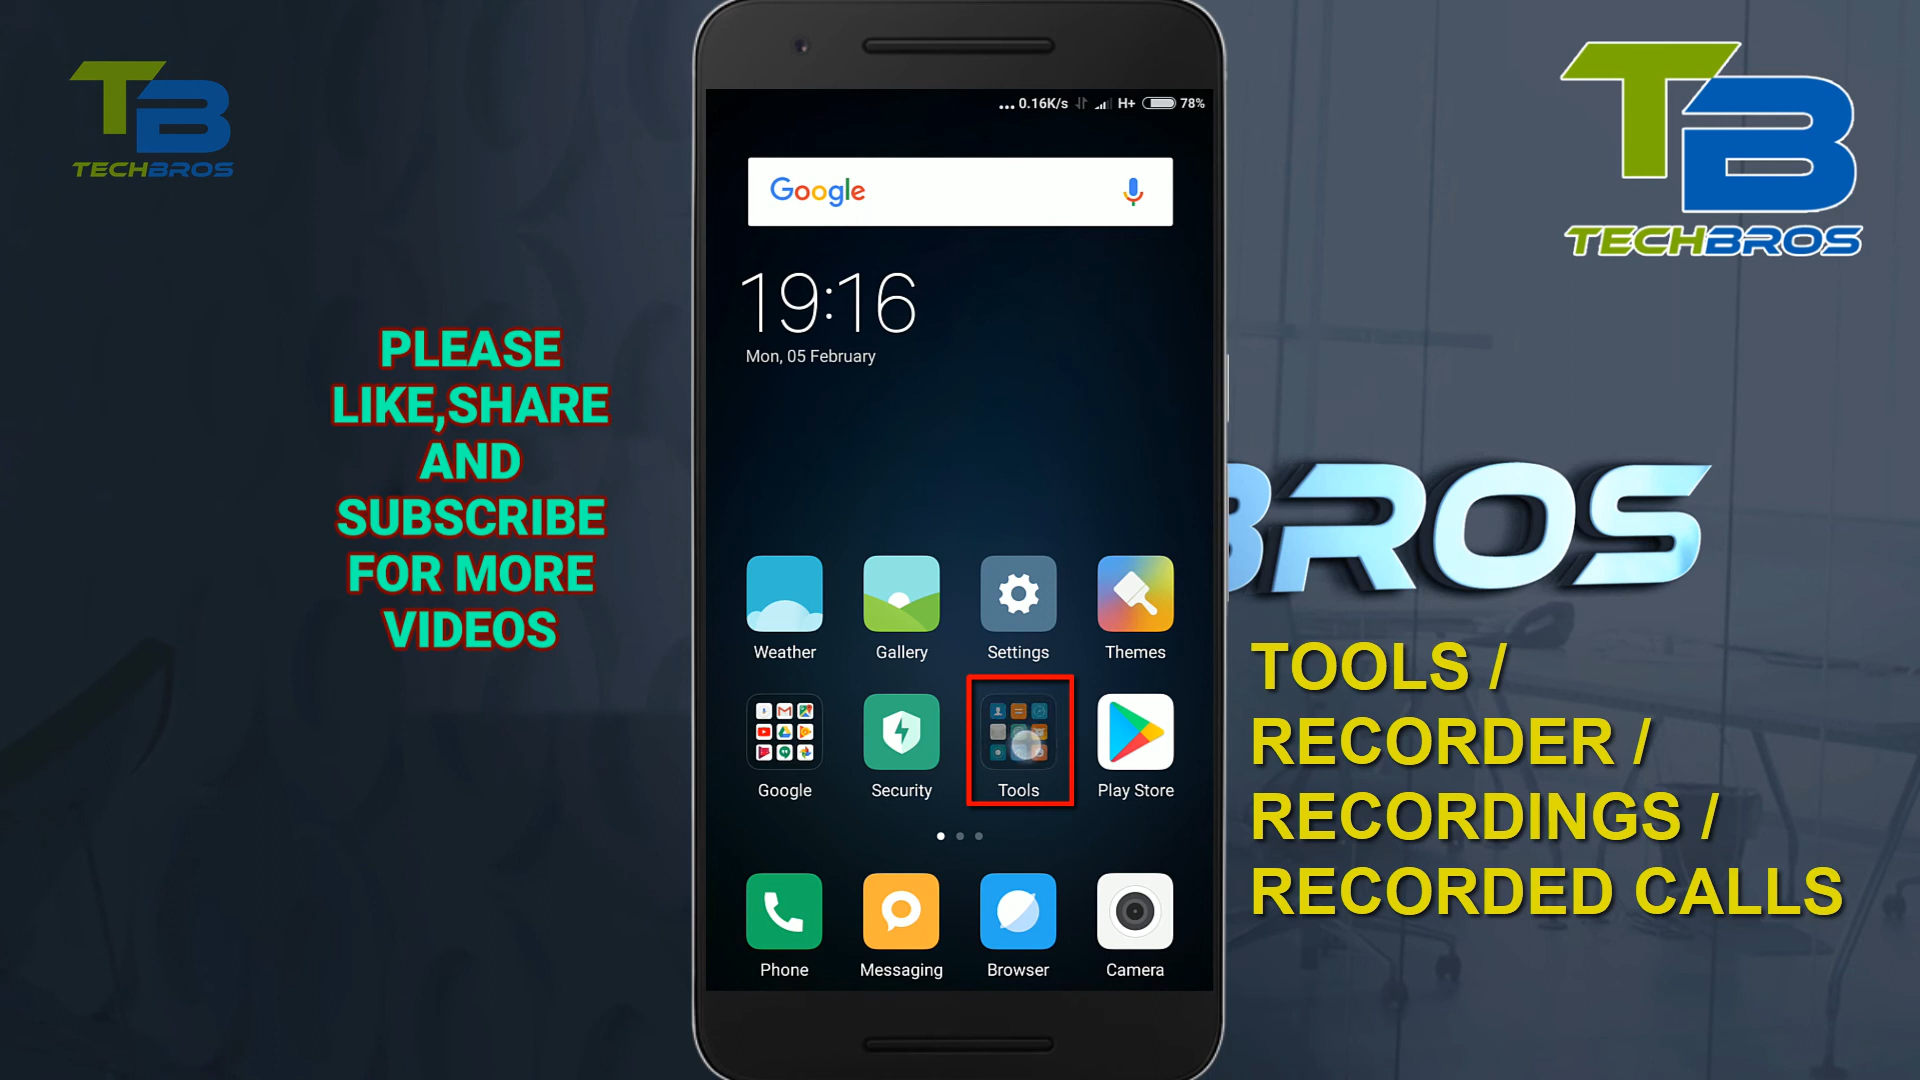 TB
TECHBROS
PLEASE
LIKE,SHARE
AND
SUBSCRIBE
FOR MORE
VIDEOS
... 0.16K/s H+ 78%
Google
19:16
Mon, 05 February
Weather Gallery Settings Themes
Google Security Tools Play Store
Phone Messaging Browser Camera
TB
TECHBROS
BROS
TOOLS /
RECORDER /
RECORDINGS /
RECORDED CALLS